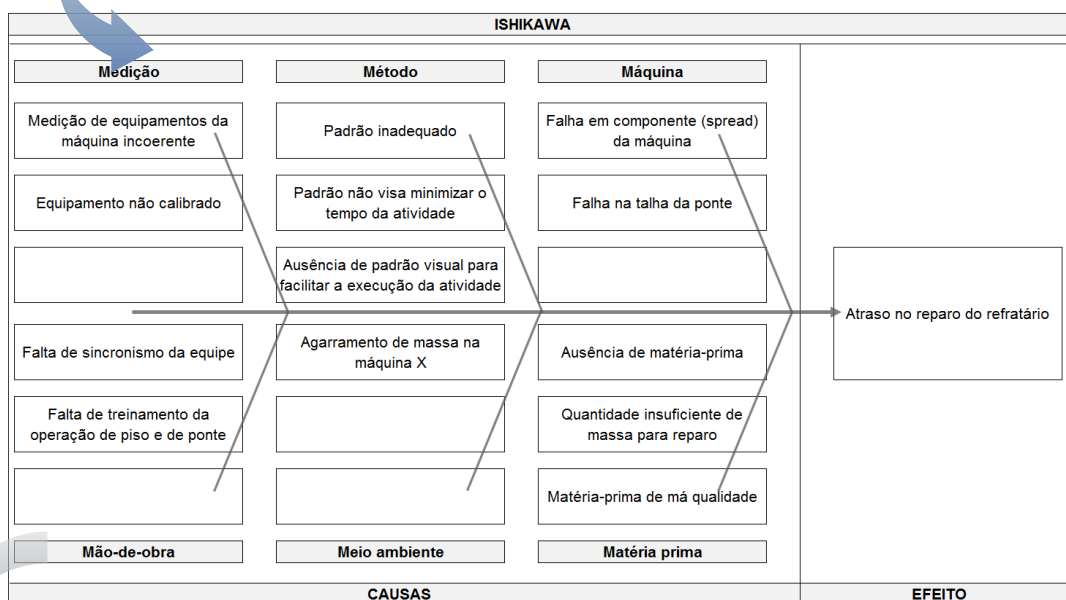 ISHIKAWA
Medição
Método
Máquina
Medição de equipamentos da
máquina incoerente
Padrão inadequado
Falha em componente (spread)
da máquina
Equipamento não calibrado
Padrão não visa minimizar o
tempo da atividade
Falha na talha da ponte
Ausência de padrão visual para
facilitar a execução da atividade
Atraso no reparo do refratário
Falta de sincronismo da equipe
Agarramento de massa na
máquina X
Ausência de matéria-prima
Falta de treinamento da
operação de piso e de ponte
Quantidade insuficiente de
massa para reparo
Matéria-prima de má qualidade
Mão-de-obra
Meio ambiente
Matéria prima
CAUSAS
EFEITO